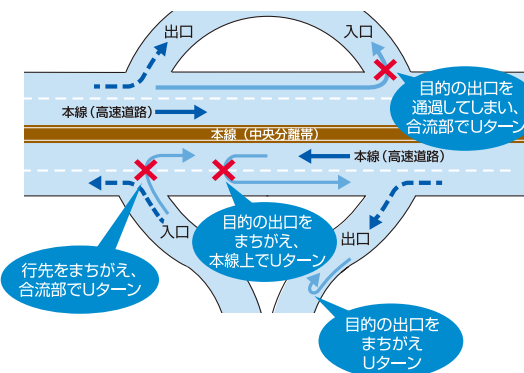 出口
入口
目的の出口を
通過してしまい、
合流部でUターン
本線（高速道路）
本線（中央分離帯）
本線（高速道路）
入口
目的の出口を
まちがえ、
本線上でUターン
出口
行先をまちがえ、
合流部でUターン
目的の出口を
まちがえ
Uターン